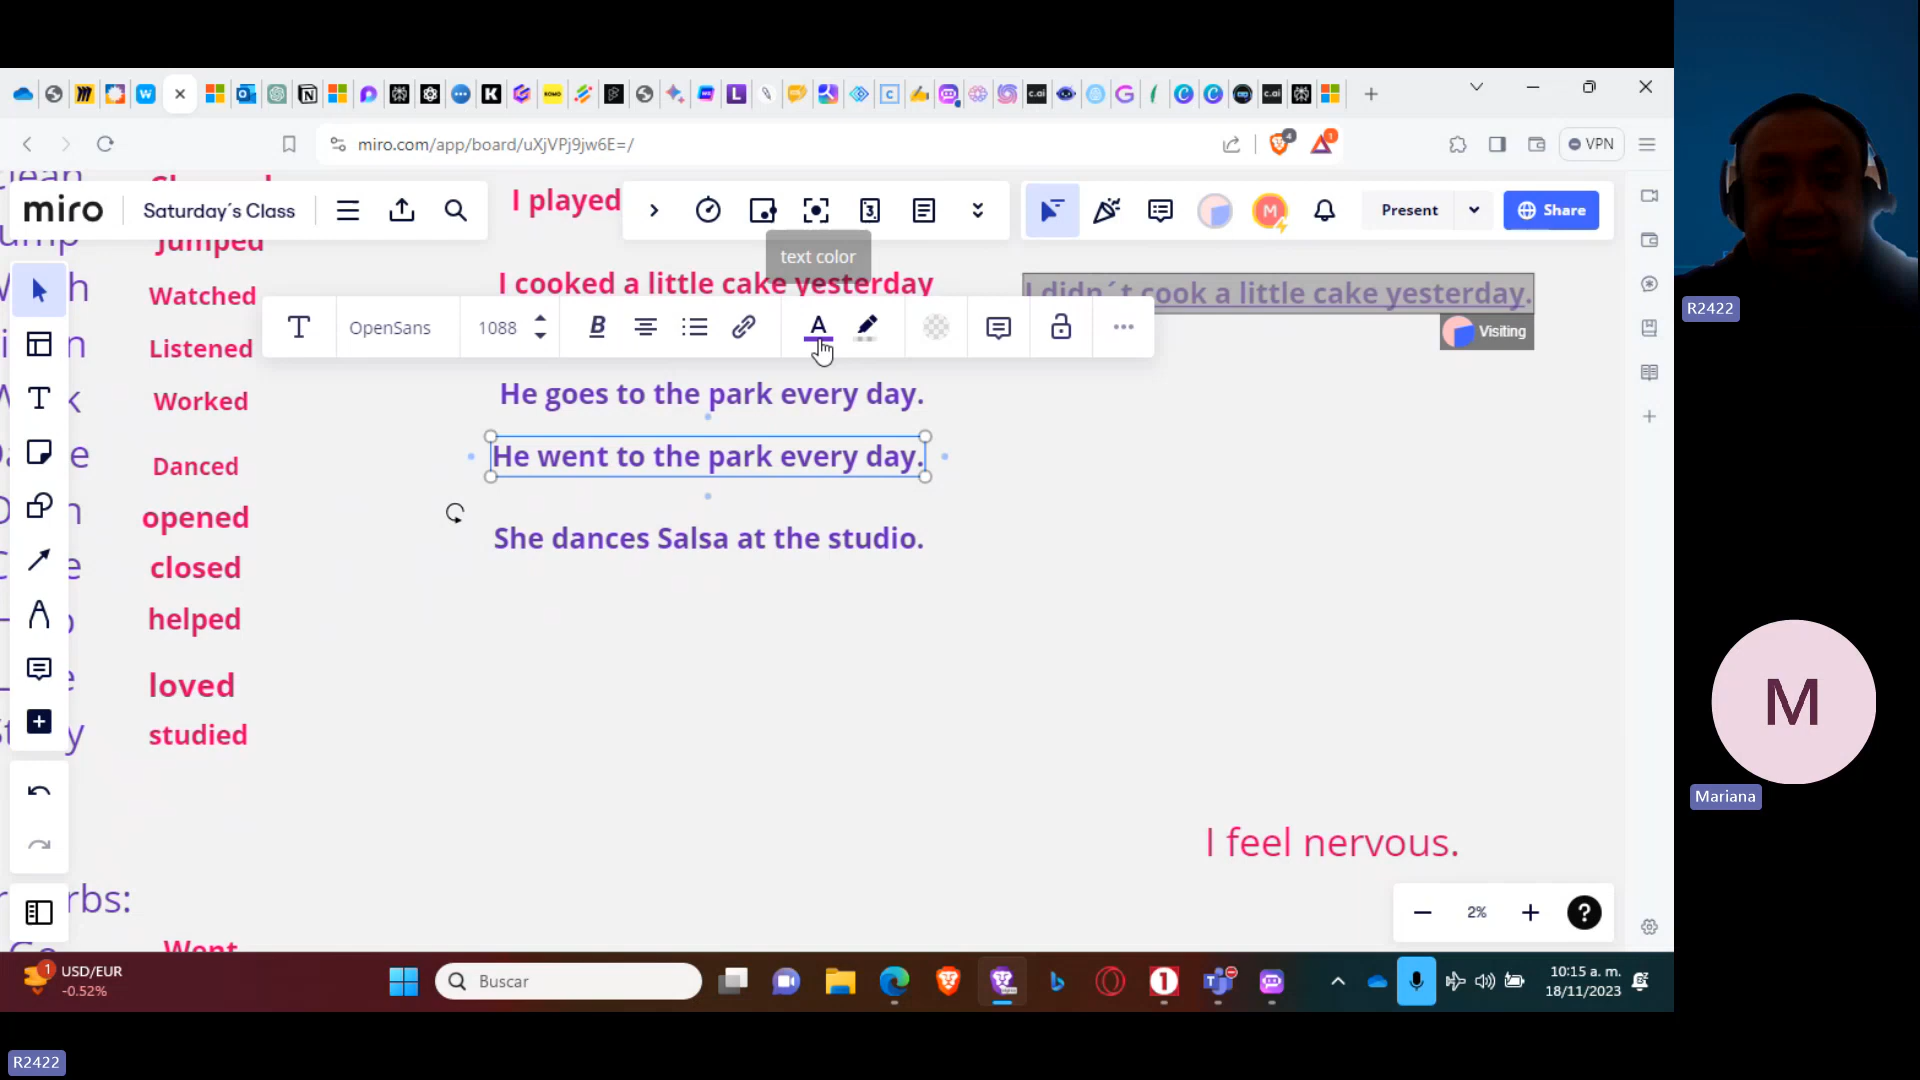 miro.com/app/board/uXjVPj9jw6E=/
VPN
miro
Saturday´s Class
I played
Present
Share
text color
Jumped
I cooked a little cake yesterday
I didn´t cook a little cake yesterday.
Visiting
Watched
OpenSans
1088
Listened
He goes to the park every day.
Worked
He went to the park every day.
Danced
She dances Salsa at the studio.
opened
closed
helped
loved
studied
I feel nervous.
rbs:
Went
2%
USD/EUR
-0.52%
Buscar
10:15 a. m.
18/11/2023
R2422
M
Mariana
R2422